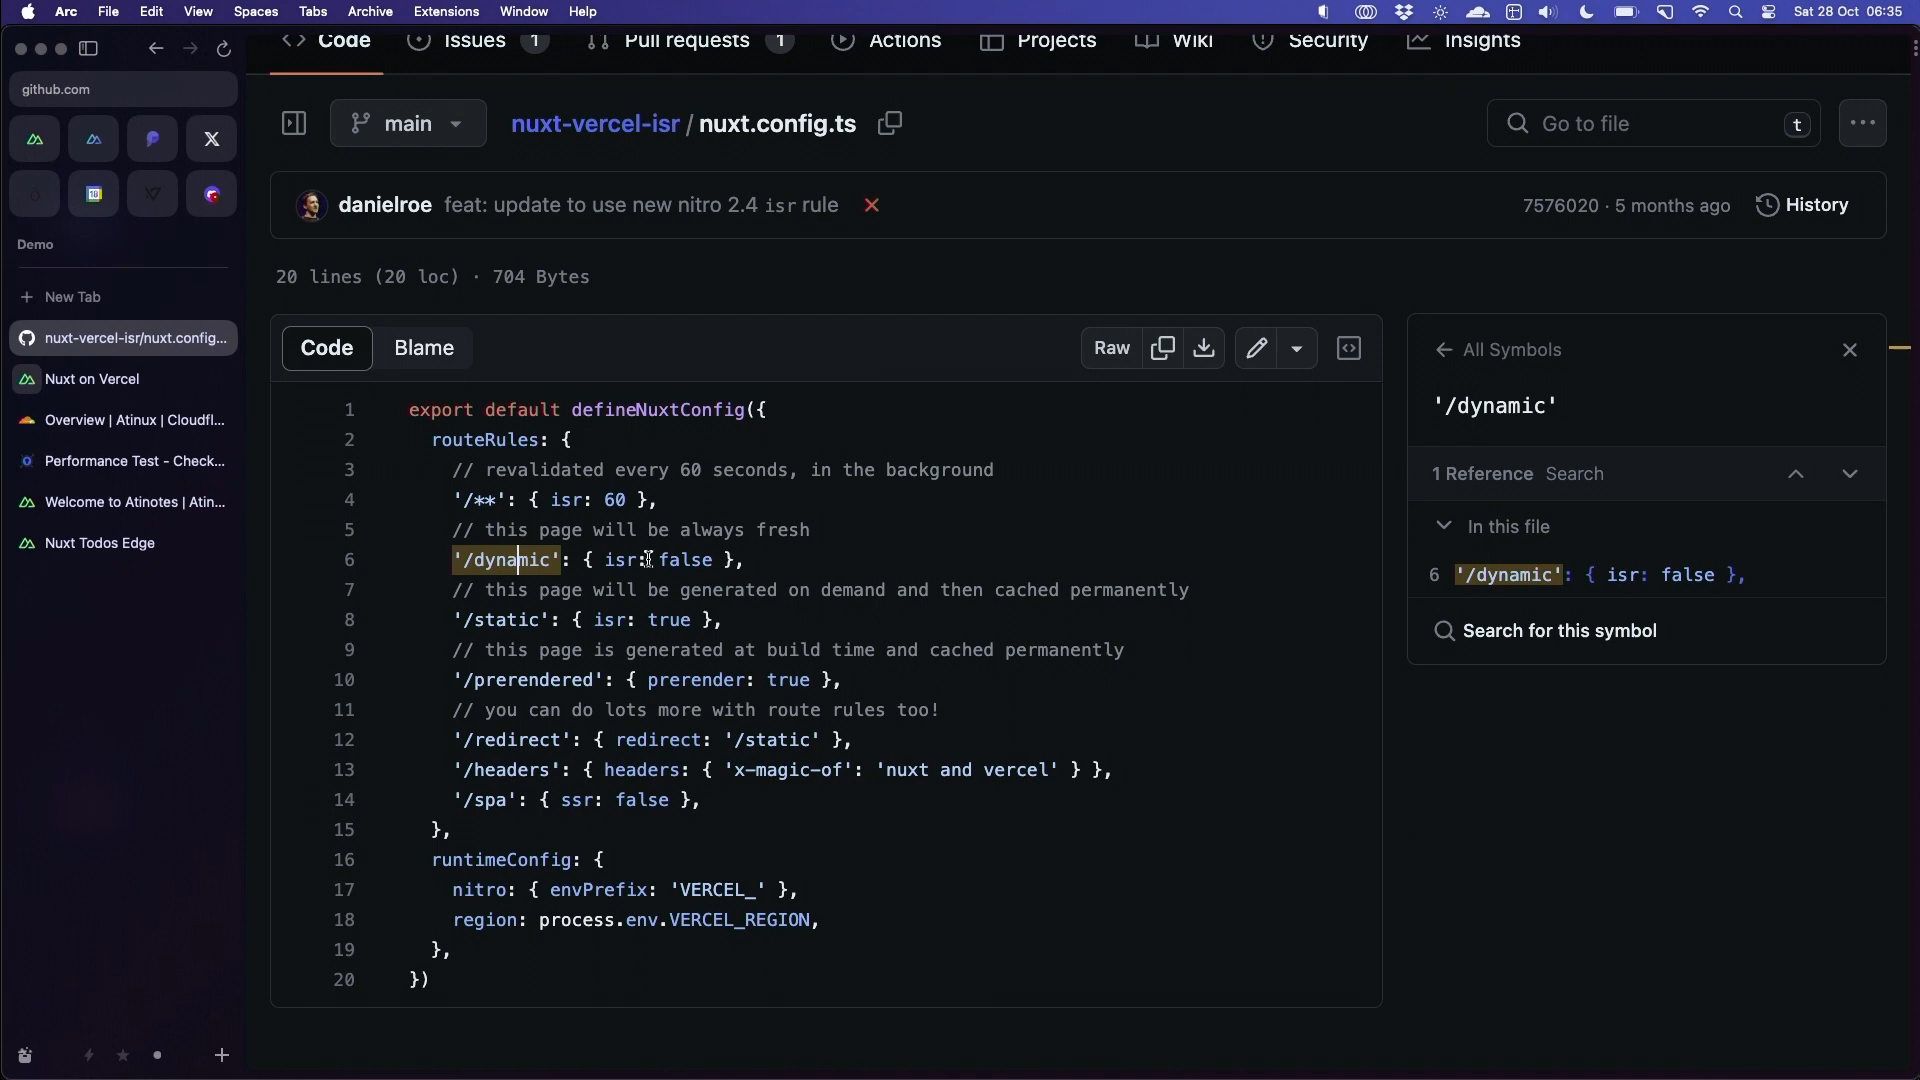 Arc File Edit View Spaces Tabs Archive Extensions Window Help
Sat 28 Oct 06:35
github.com
Demo
New Tab
nuxt-vercel-isr/nuxt.config...
Nuxt on Vercel
Overview | Atinux | Cloudfl...
Performance Test - Check...
Welcome to Atinotes | Atin...
Nuxt Todos Edge
Code Issues 1 Pull requests 1 Actions Projects Wiki Security Insights
main nuxt-vercel-isr / nuxt.config.ts Go to file t
danielroe feat: update to use new nitro 2.4 isr rule 7576020 · 5 months ago History
20 lines (20 loc) · 704 Bytes
Code Blame Raw
1 export default defineNuxtConfig({
2 routeRules: {
3 // revalidated every 60 seconds, in the background
4 '/**': { isr: 60 },
5 // this page will be always fresh
6 '/dynamic': { isr: false },
7 // this page will be generated on demand and then cached permanently
8 '/static': { isr: true },
9 // this page is generated at build time and cached permanently
10 '/prerendered': { prerender: true },
11 // you can do lots more with route rules too!
12 '/redirect': { redirect: '/static' },
13 '/headers': { headers: { 'x-magic-of': 'nuxt and vercel' } },
14 '/spa': { ssr: false },
15 },
16 runtimeConfig: {
17 nitro: { envPrefix: 'VERCEL_' },
18 region: process.env.VERCEL_REGION,
19 },
20 })
All Symbols
'/dynamic'
1 Reference Search
In this file
6 '/dynamic': { isr: false },
Search for this symbol